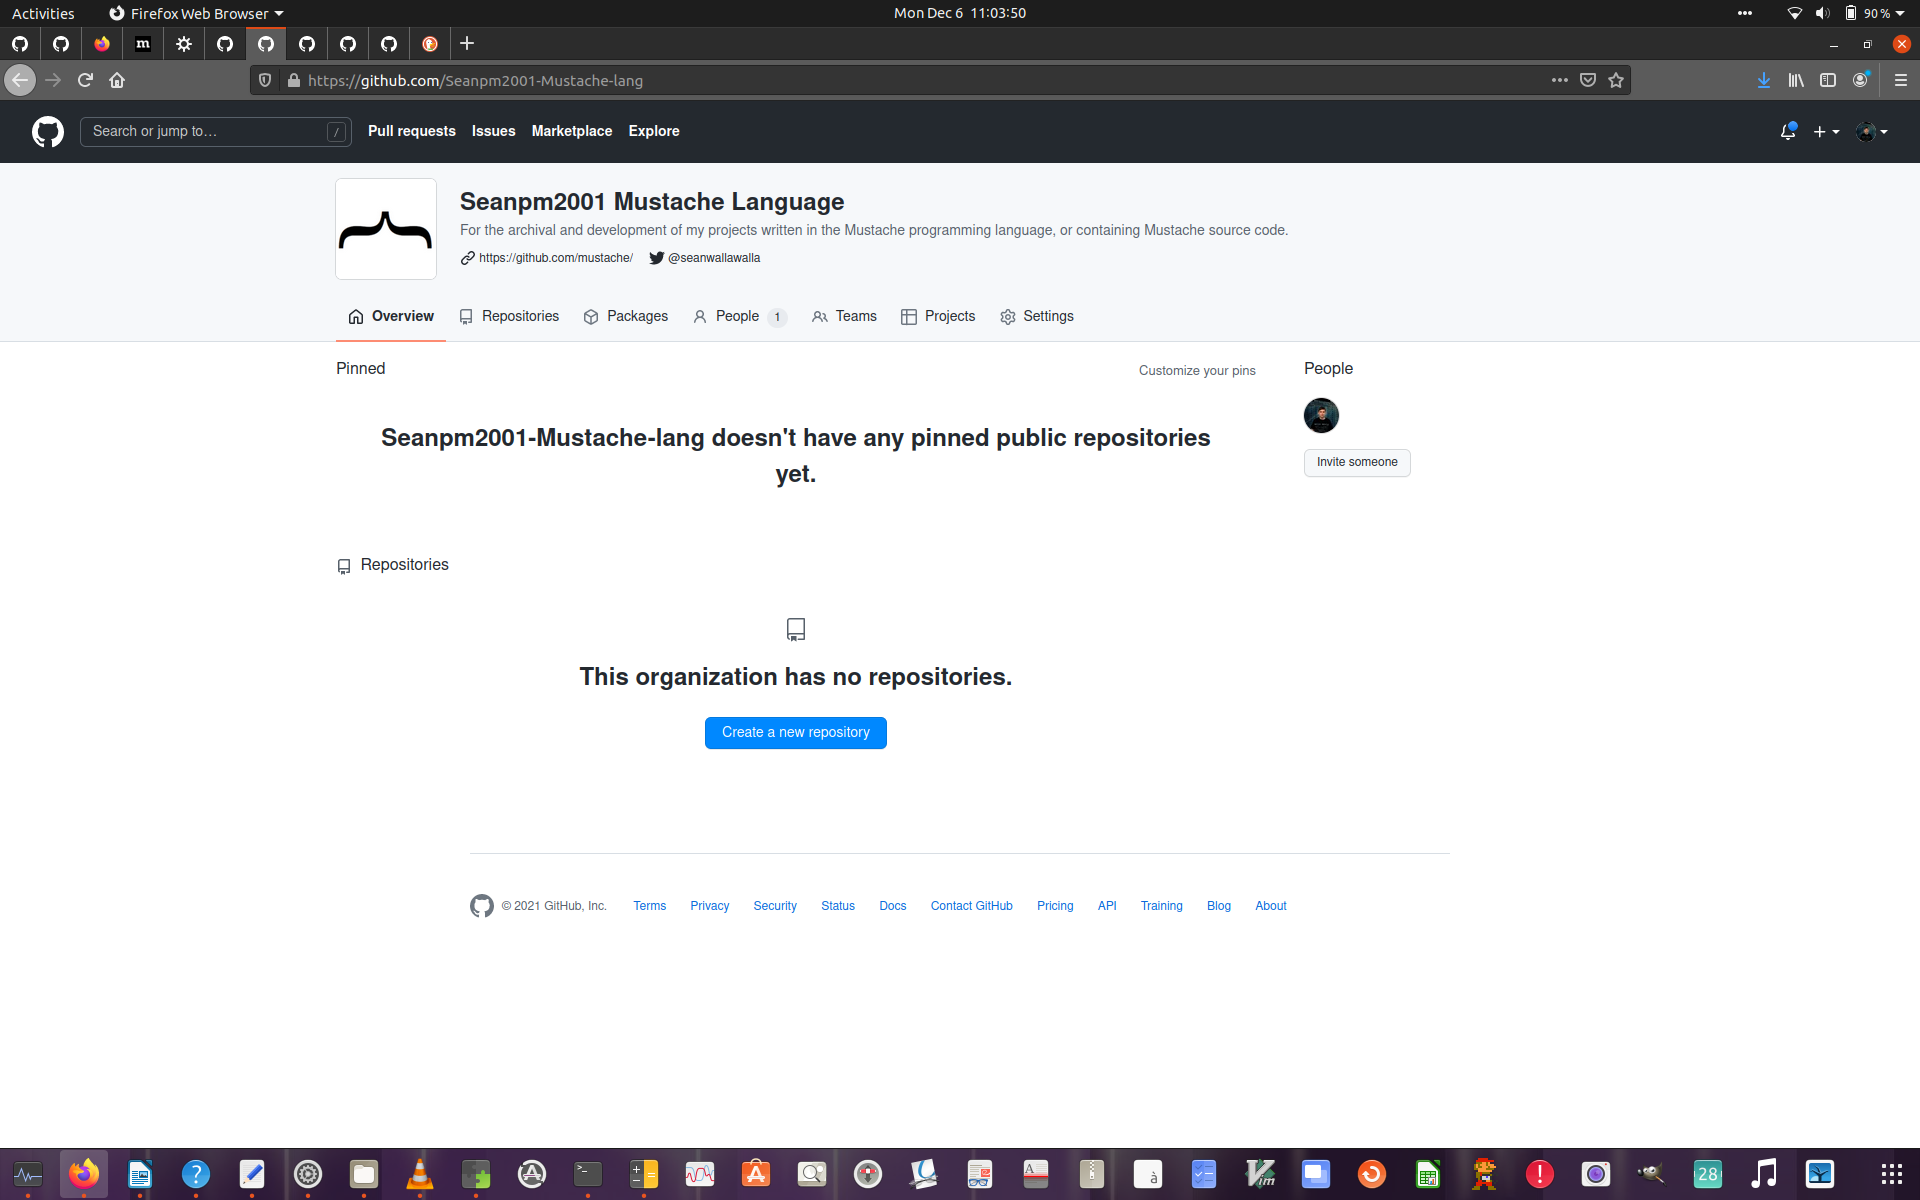 Activities Firefox Web Browser Mon Dec 6 11:03:50 90 %
m
https://github.com/Seanpm2001-Mustache-lang
Search or jump to… / Pull requests Issues Marketplace Explore
Seanpm2001 Mustache Language
For the archival and development of my projects written in the Mustache programming language, or containing Mustache source code.
https://github.com/mustache/ @seanwallawalla
Overview Repositories Packages People 1 Teams Projects Settings
Pinned Customize your pins People
Seanpm2001-Mustache-lang doesn't have any pinned public repositories
yet.
Invite someone
Repositories
This organization has no repositories.
Create a new repository
© 2021 GitHub, Inc. Terms Privacy Security Status Docs Contact GitHub Pricing API Training Blog About
? >_ A à Vim ! 28